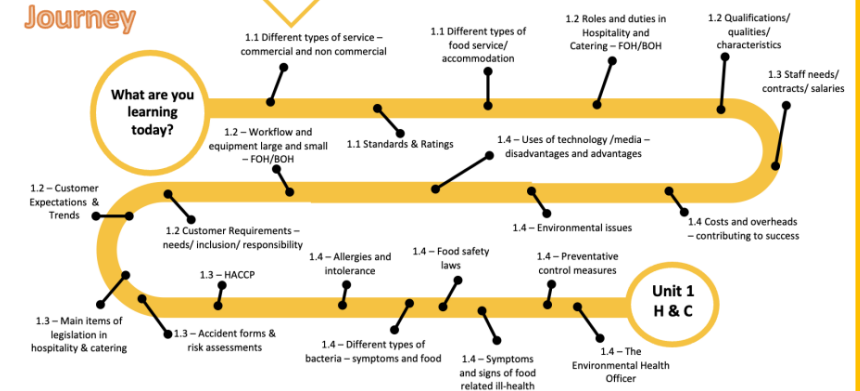 Journey
What are you
learning
today?
1.1 Different types of service –
commercial and non commercial
1.1 Standards & Ratings
1.1 Different types of
food service/
accommodation
1.2 Roles and duties in
Hospitality and
Catering – FOH/BOH
1.2 Qualifications/
qualities/
characteristics
1.3 Staff needs/
contracts/ salaries
1.4 Costs and overheads
– contributing to success
1.4 – Environmental issues
1.4 – Uses of technology /media –
disadvantages and advantages
1.2 – Workflow and
equipment large and small
– FOH/BOH
1.2 Customer Requirements –
needs/ inclusion/ responsibility
1.2 – Customer
Expectations &
Trends
1.3 – Main items of
legislation in
hospitality & catering
1.3 – Accident forms &
risk assessments
1.3 – HACCP
1.4 – Allergies and
intolerance
1.4 – Different types of
bacteria – symptoms and food
1.4 – Food safety
laws
1.4 – Symptoms
and signs of food
related ill-health
1.4 – Preventative
control measures
1.4 – The
Environmental Health
Officer
Unit 1
H & C